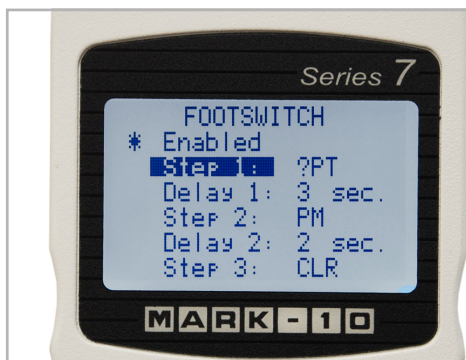 Series 7
FOOTSWITCH
* Enabled
Step 1: ?PT
Delay 1: 3 sec.
Step 2: PM
Delay 2: 2 sec.
Step 3: CLR
MARK-10